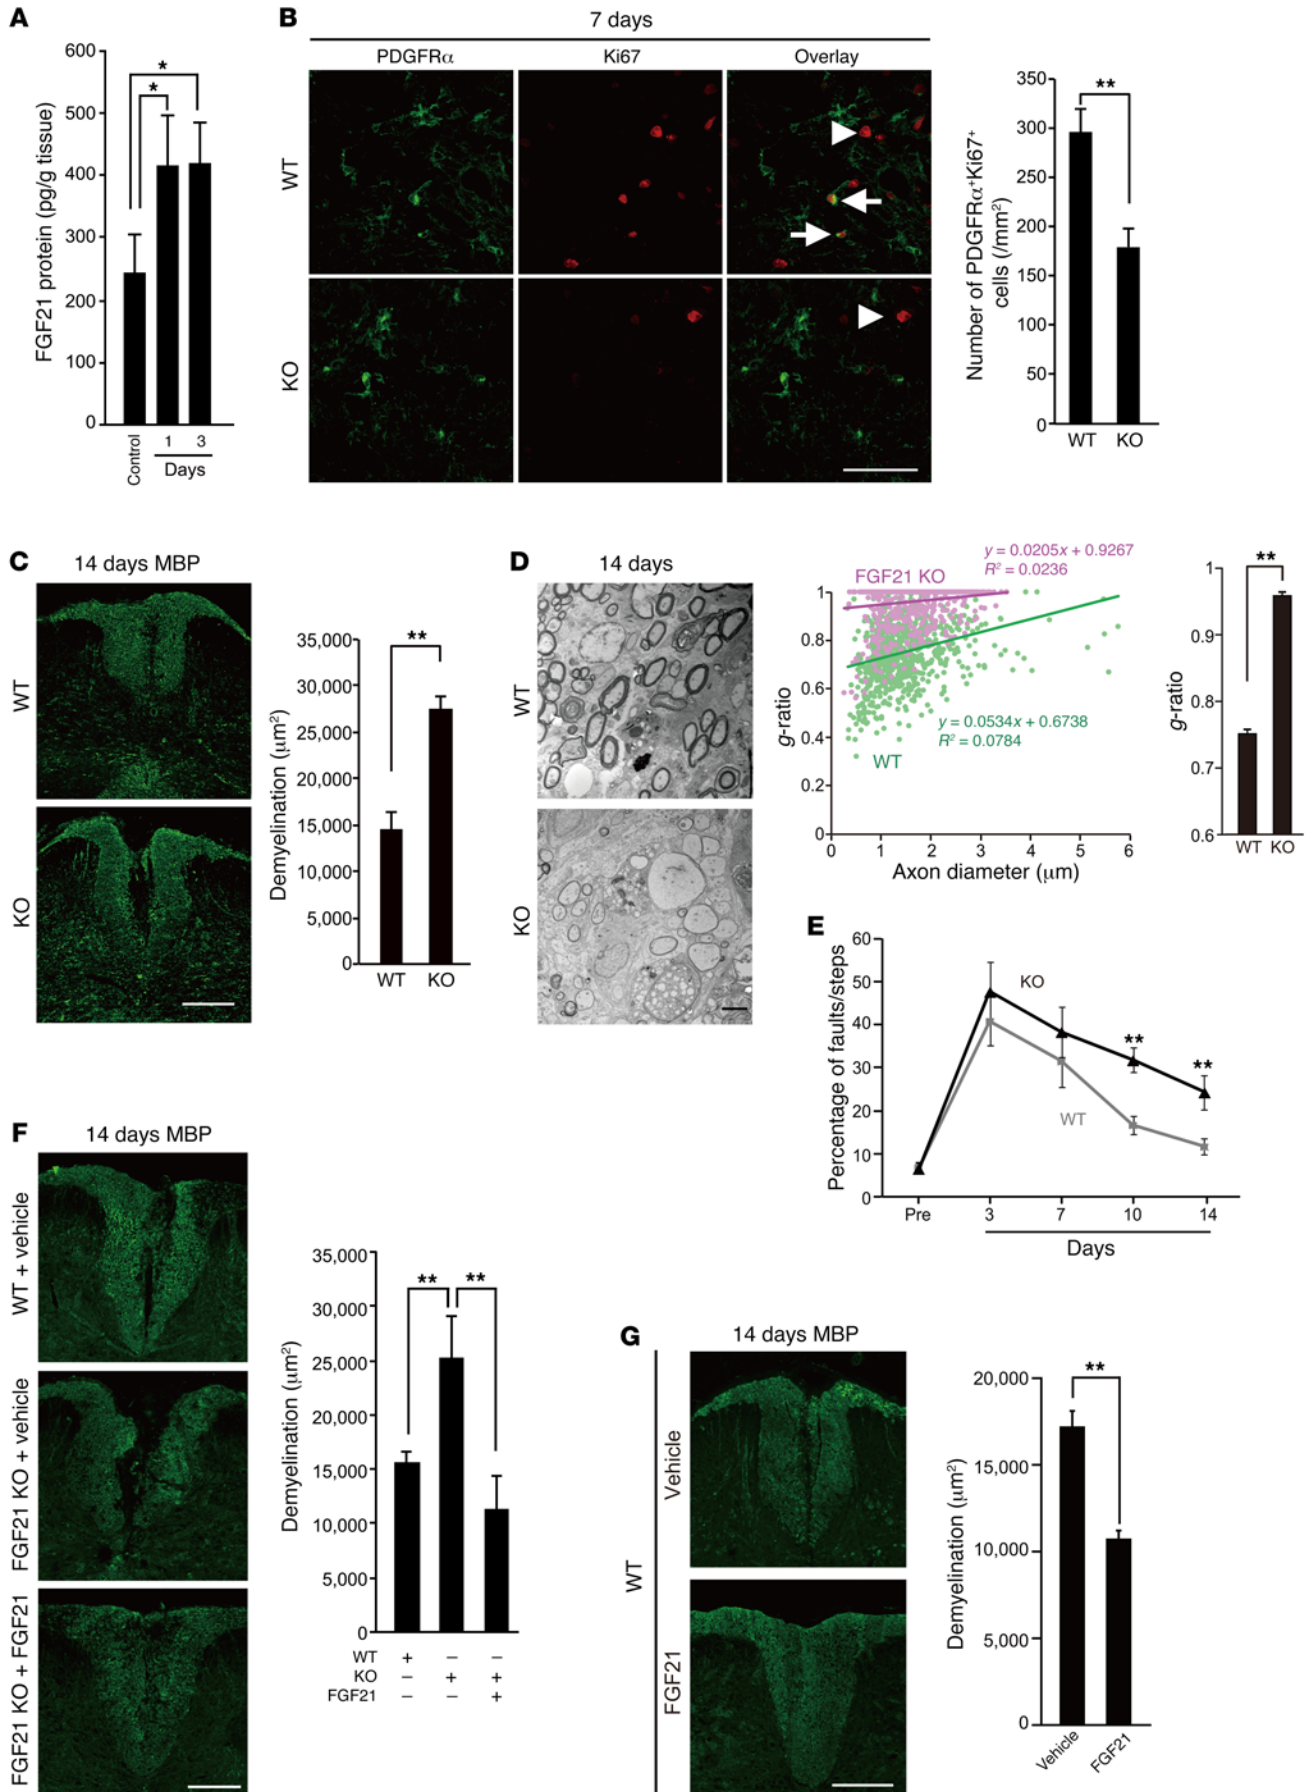 A
600
500
400
300
200
100
0
FGF21 protein (pg/g tissue)
*
*
Control
1
3
Days
B
7 days
PDGFRα
Ki67
Overlay
WT
KO
Number of PDGFRα⁺Ki67⁺
cells (/mm²)
350
300
250
200
150
100
50
0
**
WT
KO
C
14 days MBP
WT
KO
Demyelination (μm²)
35,000
30,000
25,000
20,000
15,000
10,000
5,000
0
**
WT
KO
D
14 days
WT
KO
g-ratio
1
0.8
0.6
0.4
0.2
0
FGF21 KO
y = 0.0205x + 0.9267
R² = 0.0236
y = 0.0534x + 0.6738
R² = 0.0784
WT
0
1
2
3
4
5
6
Axon diameter (μm)
g-ratio
1
0.9
0.8
0.7
0.6
**
WT
KO
E
Percentage of faults/steps
60
50
40
30
20
10
0
KO
WT
**
**
Pre
3
7
10
14
Days
F
14 days MBP
WT + vehicle
FGF21 KO + vehicle
FGF21 KO + FGF21
Demyelination (μm²)
35,000
30,000
25,000
20,000
15,000
10,000
5,000
0
**
**
WT + – –
KO – + +
FGF21 – – +
G
14 days MBP
WT
Vehicle
FGF21
Demyelination (μm²)
20,000
15,000
10,000
5,000
0
**
Vehicle
FGF21